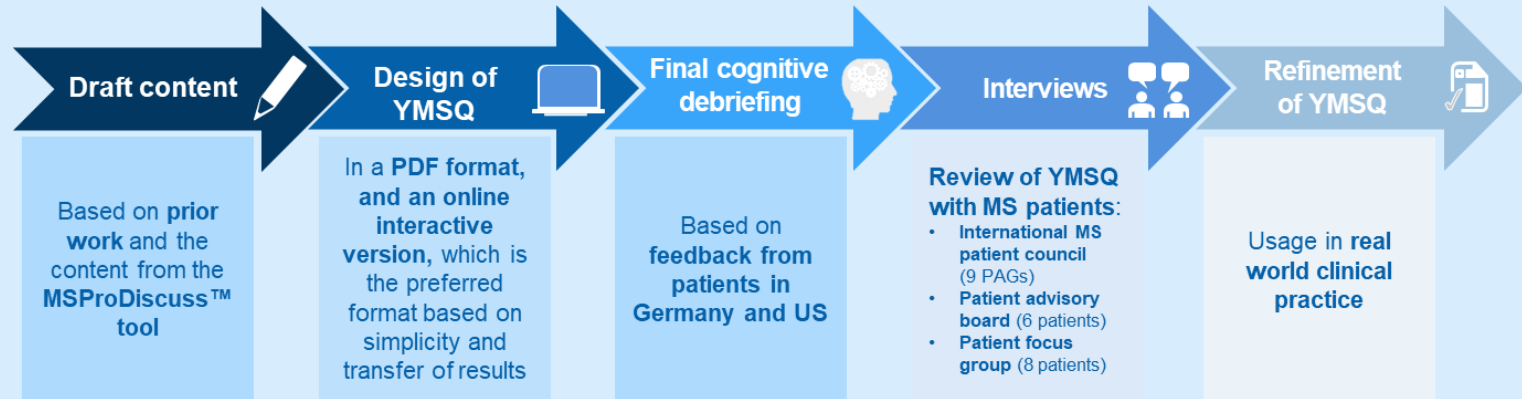 Draft content
Based on prior
work and the
content from the
MSProDiscuss™
tool
Design of
YMSQ
In a PDF format,
and an online
interactive
version, which is
the preferred
format based on
simplicity and
transfer of results
Final cognitive
debriefing
Based on
feedback from
patients in
Germany and US
Interviews
Review of YMSQ
with MS patients:
• International MS
patient council
(9 PAGs)
• Patient advisory
board (6 patients)
• Patient focus
group (8 patients)
Refinement
of YMSQ
Usage in real
world clinical
practice